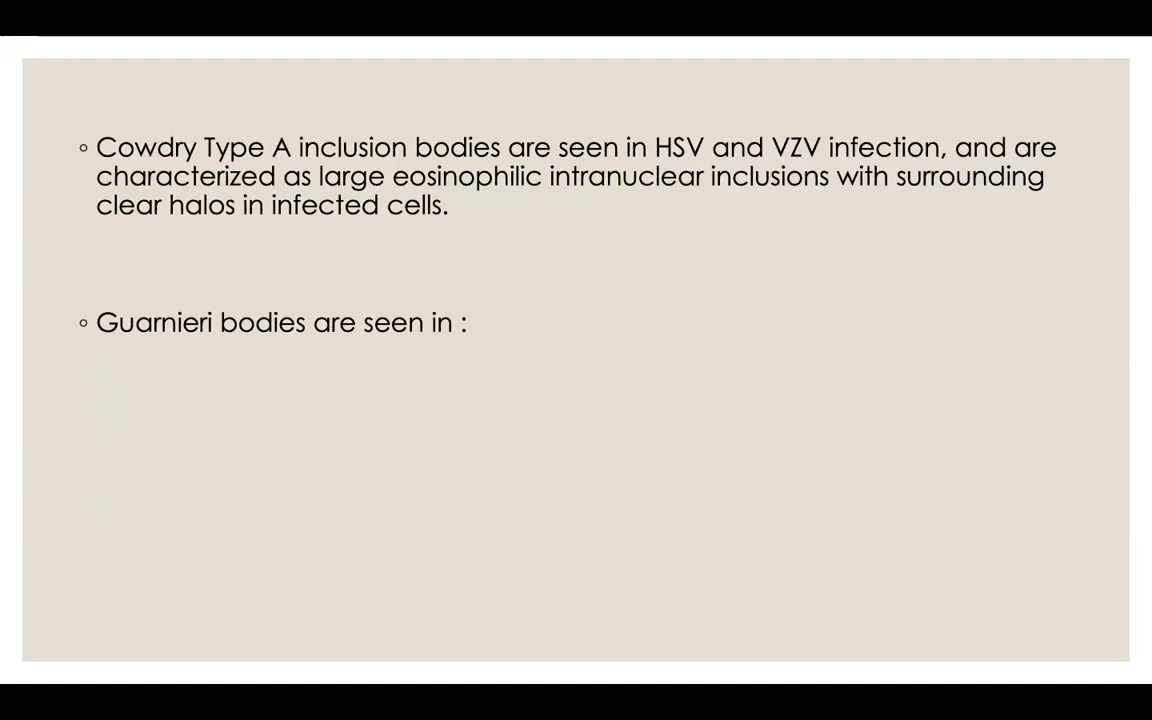 ◦ Cowdry Type A inclusion bodies are seen in HSV and VZV infection, and are
characterized as large eosinophilic intranuclear inclusions with surrounding
clear halos in infected cells.
◦ Guarnieri bodies are seen in :